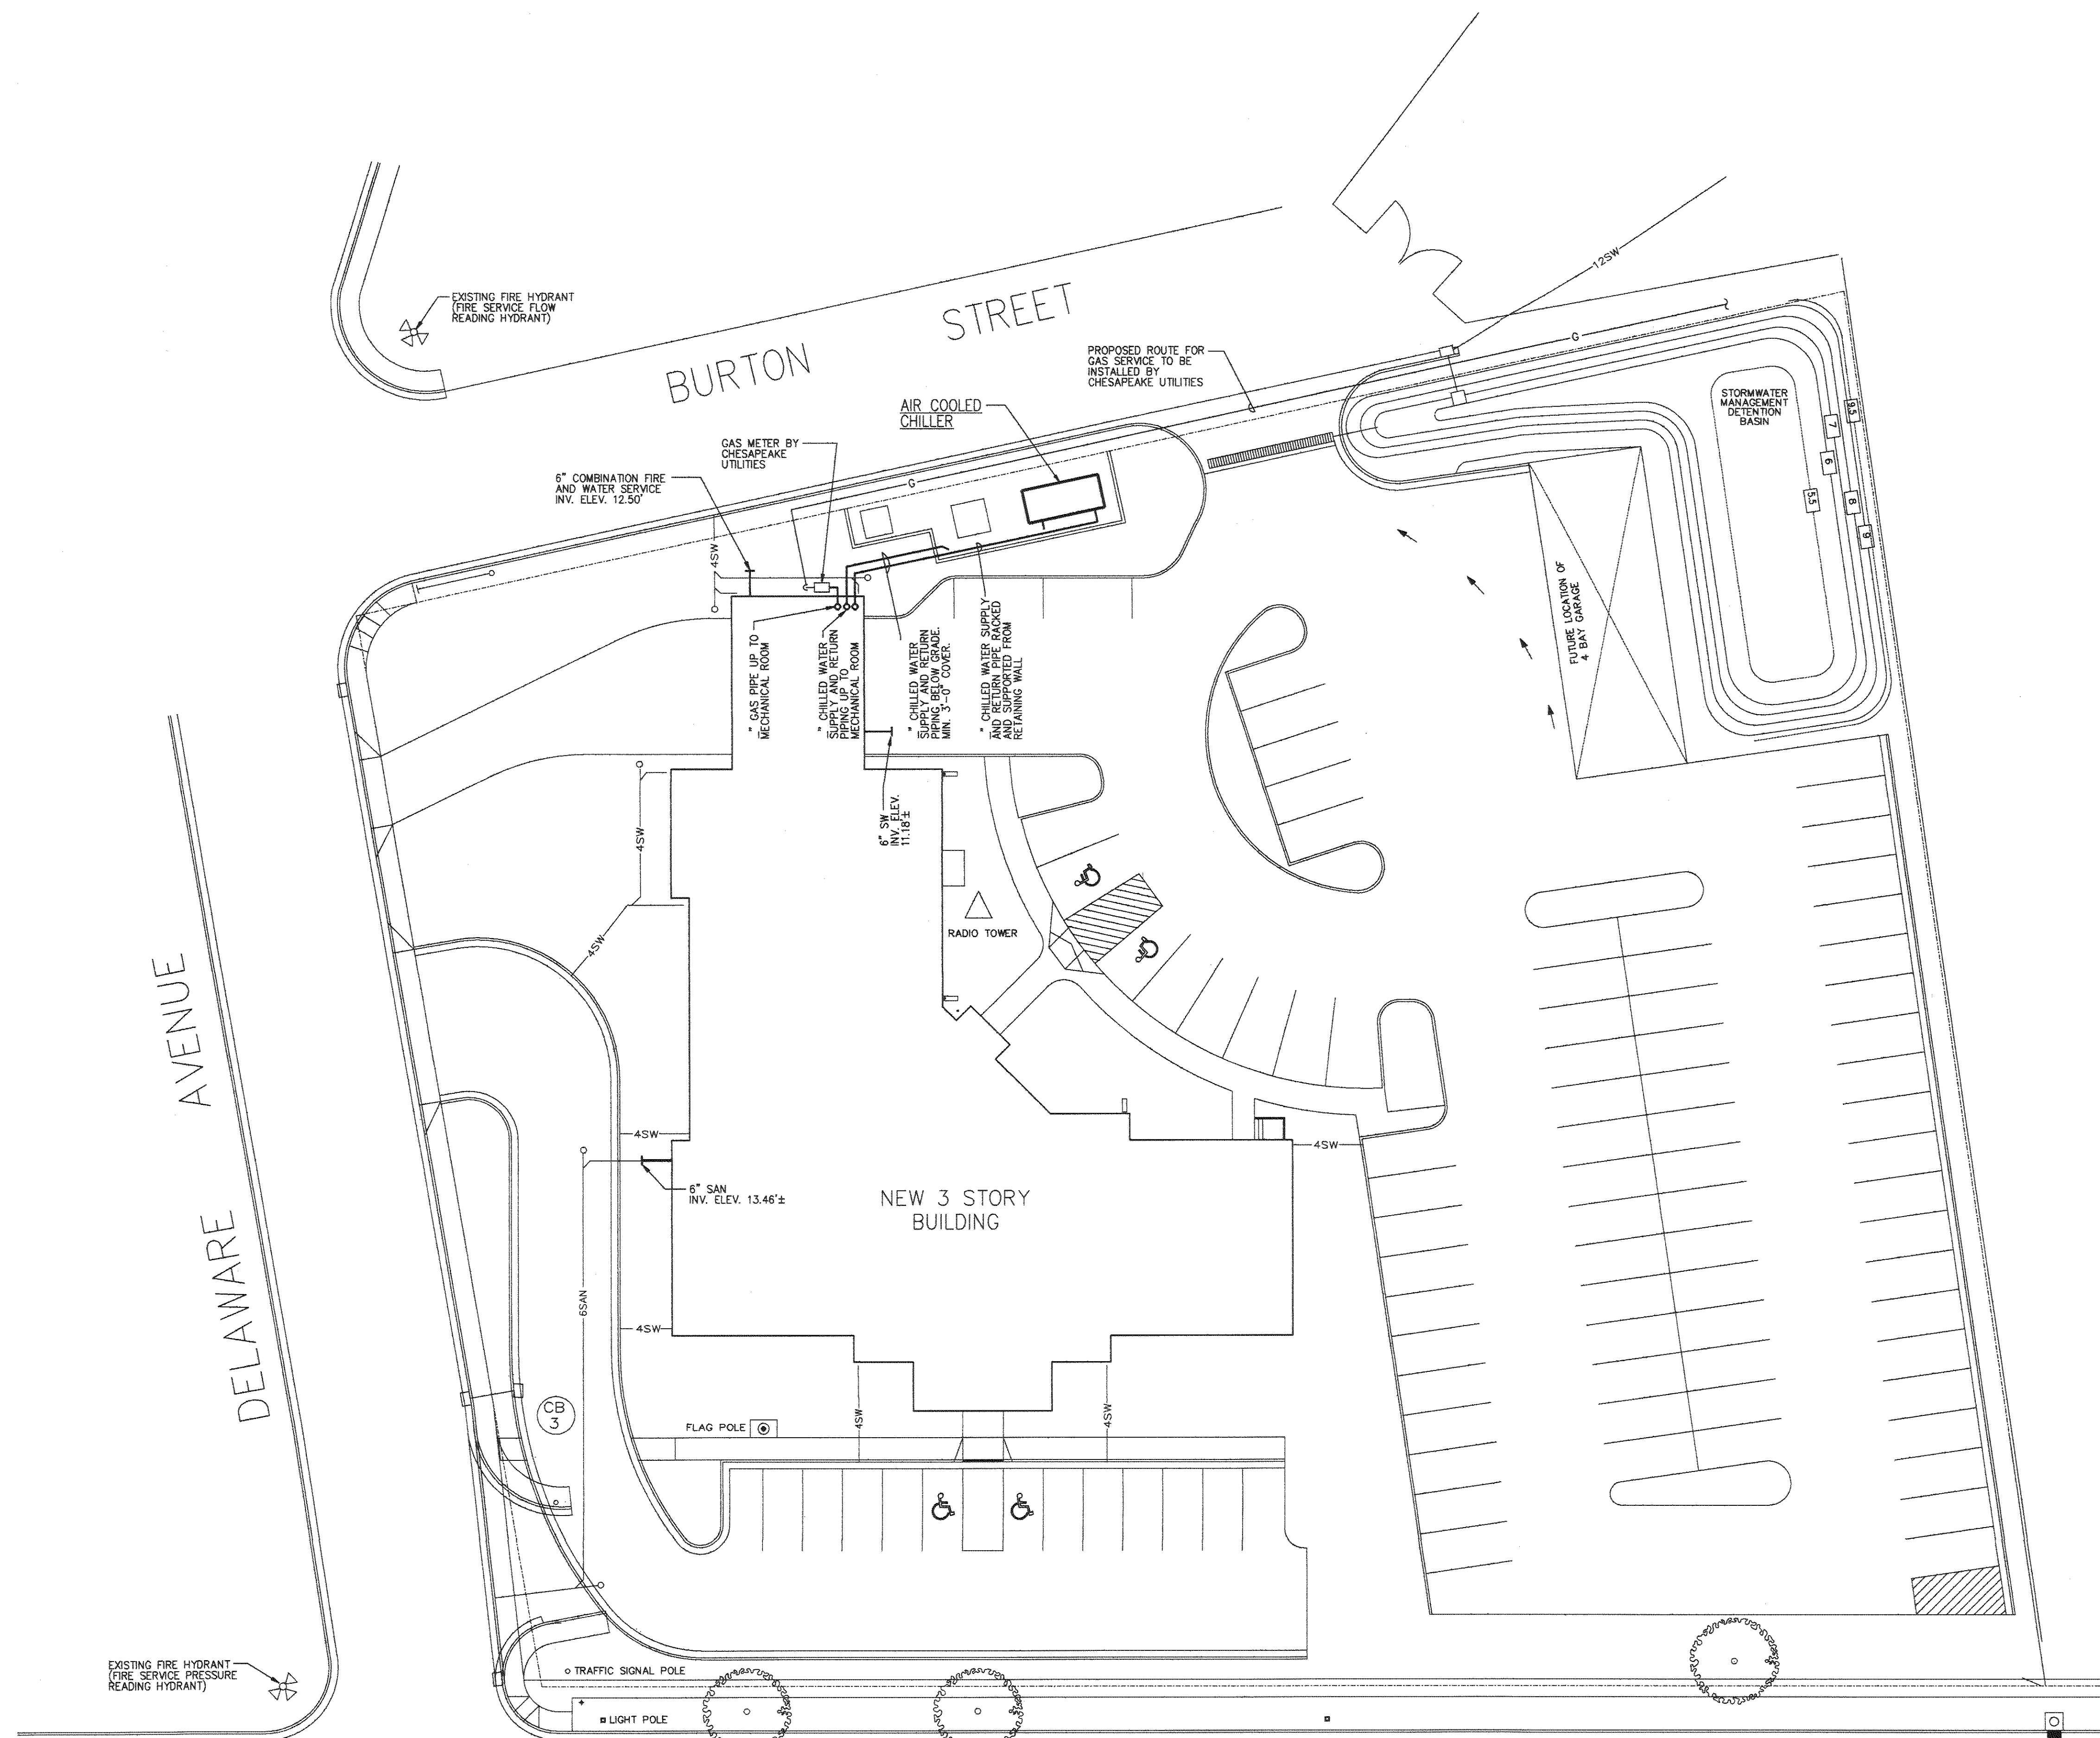 EXISTING FIRE HYDRANT
(FIRE SERVICE FLOW
READING HYDRANT)
BURTON STREET
12SW
PROPOSED ROUTE FOR
GAS SERVICE TO BE
INSTALLED BY
CHESAPEAKE UTILITIES
G
AIR COOLED
CHILLER
GAS METER BY
CHESAPEAKE
UTILITIES
6" COMBINATION FIRE
AND WATER SERVICE
INV. ELEV. 12.50'
G
4SW
STORMWATER
MANAGEMENT
DETENTION
BASIN
9.5
7
6
5.5
8
9
FUTURE LOCATION OF
4 BAY GARAGE
_" GAS PIPE UP TO
MECHANICAL ROOM
_" CHILLED WATER
SUPPLY AND RETURN
PIPING UP TO
MECHANICAL ROOM
_" CHILLED WATER
SUPPLY AND RETURN
PIPING BELOW GRADE.
MIN. 3'-0" COVER.
_" CHILLED WATER SUPPLY
AND RETURN PIPE RACKED
AND SUPPORTED FROM
RETAINING WALL
6" SW
INV. ELEV.
11.18'±
4SW
4SW
RADIO TOWER
DELAWARE AVENUE
4SW
4SW
6" SAN
INV. ELEV. 13.46'±
NEW 3 STORY
BUILDING
6SAN
4SW
CB
3
FLAG POLE
4SW
4SW
EXISTING FIRE HYDRANT
(FIRE SERVICE PRESSURE
READING HYDRANT)
TRAFFIC SIGNAL POLE
LIGHT POLE